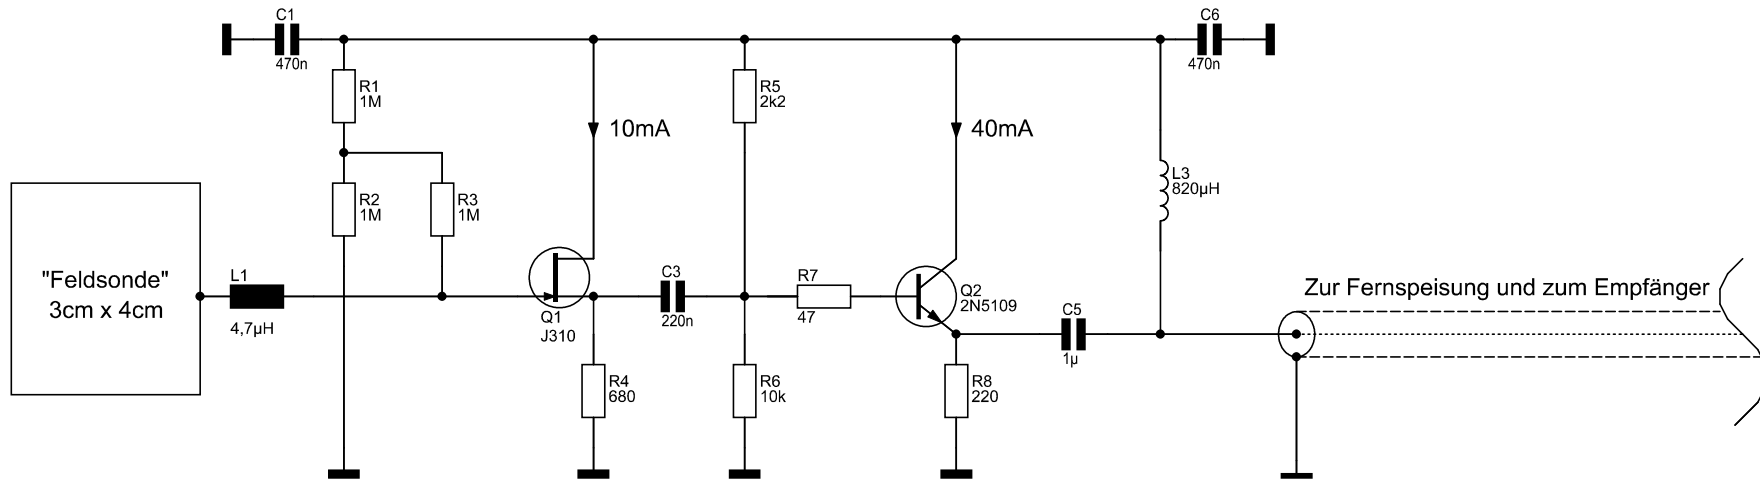 C1
470n
C6
470n
R1
1M
R5
2k2
10mA
40mA
R2
1M
R3
1M
L3
820µH
"Feldsonde"
3cm x 4cm
L1
4,7µH
Q1
J310
C3
220n
R7
47
Q2
2N5109
C5
1µ
Zur Fernspeisung und zum Empfänger
R4
680
R6
10k
R8
220